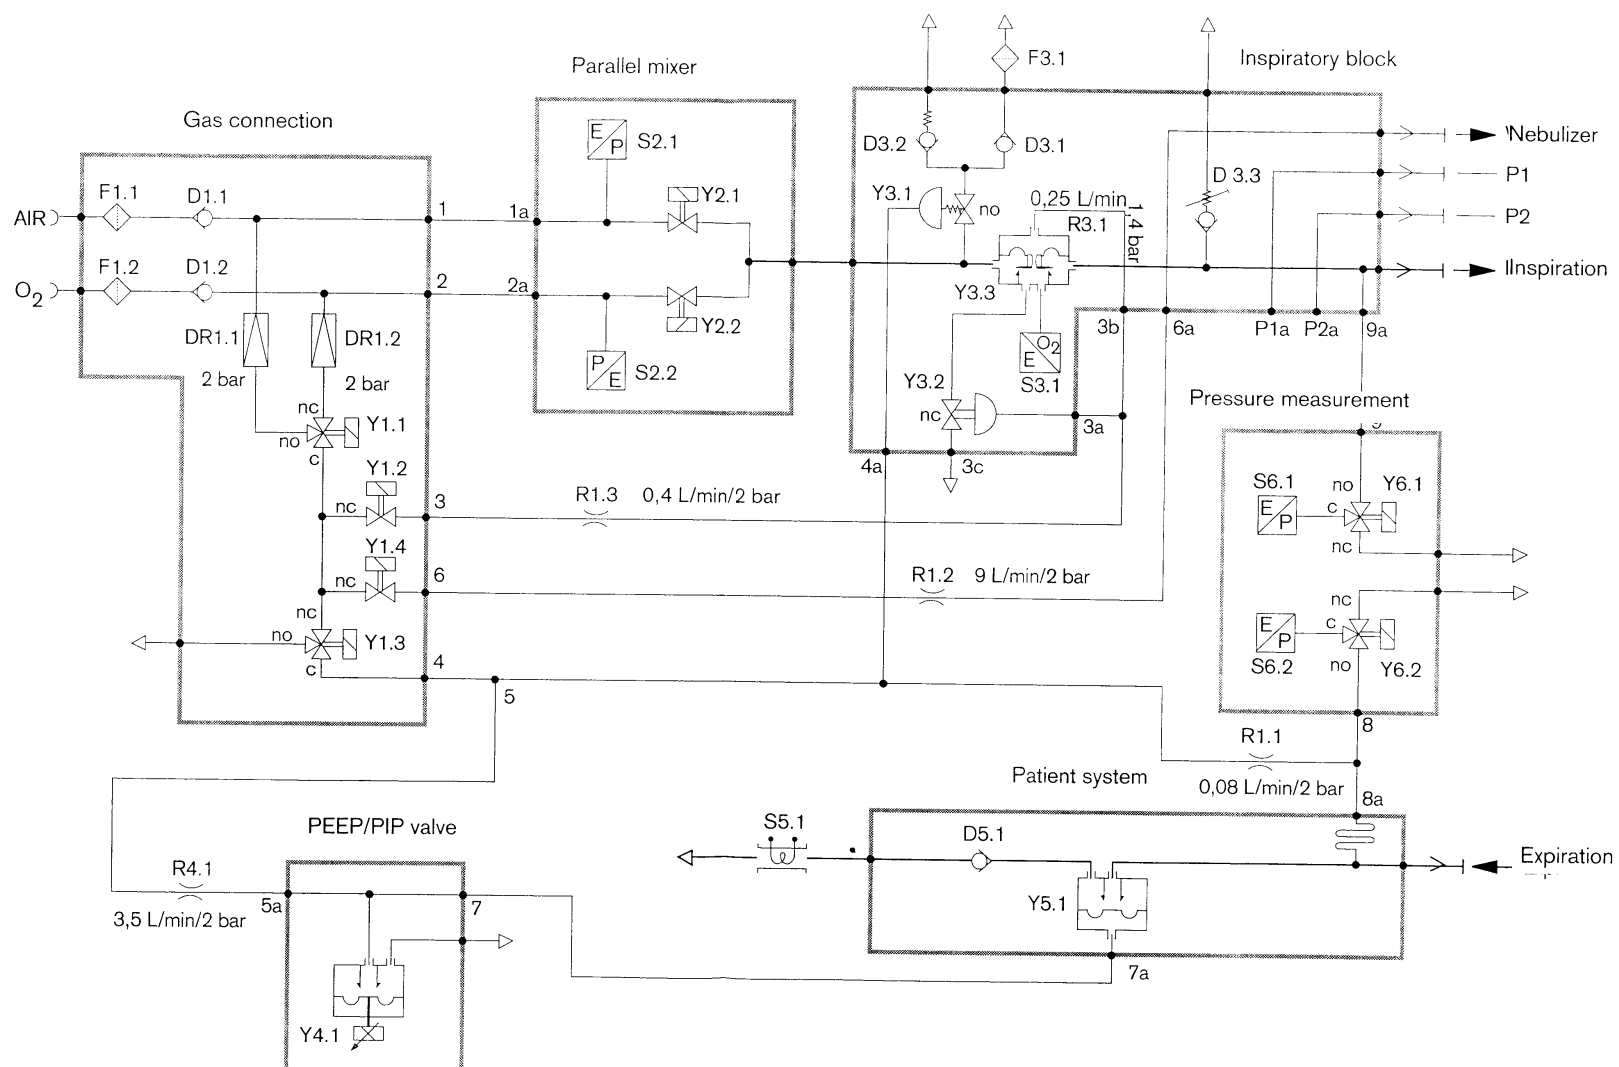 Parallel mixer
Inspiratory block
Gas connection
F3.1
E
P
S2.1
D3.2
D3.1
Nebulizer
F1.1
D1.1
Y2.1
Y3.1
no
0,25 L/min
1,4 bar
R3.1
D 3.3
P1
AIR
1
1a
P2
F1.2
D1.2
O2
2
2a
Y3.3
IInspiration
DR1.1
2 bar
DR1.2
2 bar
Y2.2
P
E
S2.2
O2
E
S3.1
3b
6a
P1a
P2a
9a
nc
no
Y1.1
c
Y3.2
nc
3a
4a
3c
Pressure measurement
Y1.2
nc
3
R1.3
0,4 L/min/2 bar
S6.1
E
P
no
c
Y6.1
nc
Y1.4
nc
6
R1.2
9 L/min/2 bar
nc
no
Y1.3
c
4
5
S6.2
E
P
nc
c
no
Y6.2
8
R1.1
0,08 L/min/2 bar
8a
Patient system
PEEP/PIP valve
S5.1
D5.1
Expiration
R4.1
3,5 L/min/2 bar
5a
7
Y5.1
7a
Y4.1